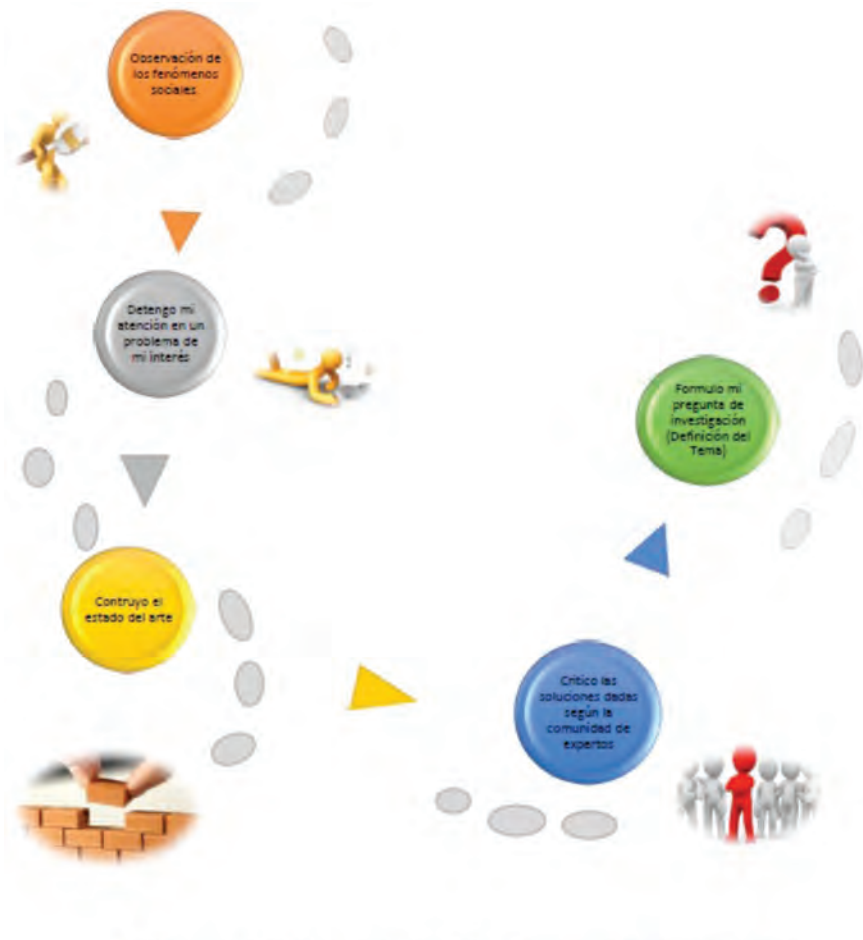 Observación de
los fenómenos
sociales
Detengo mi
atención en un
problema de
mi interés
Contruyo el
estado del arte
Critico las
soluciones dadas
según la
comunidad de
expertos
Formulo mi
pregunta de
investigación
(Definición del
Tema)